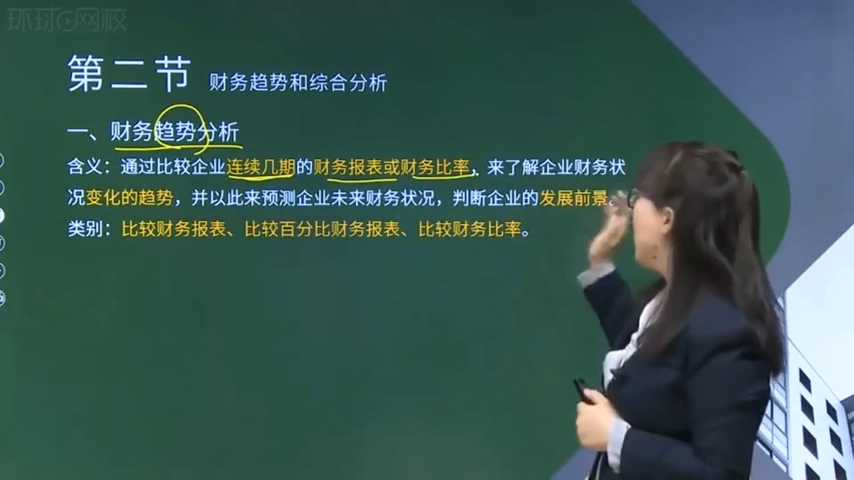 环球网校
第二节 财务趋势和综合分析
一、财务趋势分析
含义：通过比较企业连续几期的财务报表或财务比率，来了解企业财务状
况变化的趋势，并以此来预测企业未来财务状况，判断企业的发展前景。
类别：比较财务报表、比较百分比财务报表、比较财务比率。